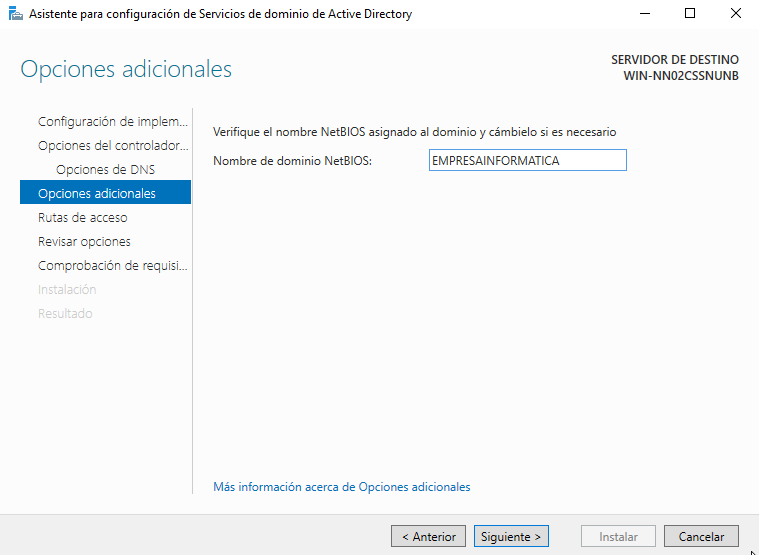 Asistente para configuración de Servicios de dominio de Active Directory
Opciones adicionales
SERVIDOR DE DESTINO
WIN-NN02CSSNUNB
Configuración de implem...
Opciones del controlador...
Opciones de DNS
Opciones adicionales
Rutas de acceso
Revisar opciones
Comprobación de requisi...
Instalación
Resultado
Verifique el nombre NetBIOS asignado al dominio y cámbielo si es necesario
Nombre de dominio NetBIOS: EMPRESAINFORMATICA
Más información acerca de Opciones adicionales
< Anterior Siguiente > Instalar Cancelar